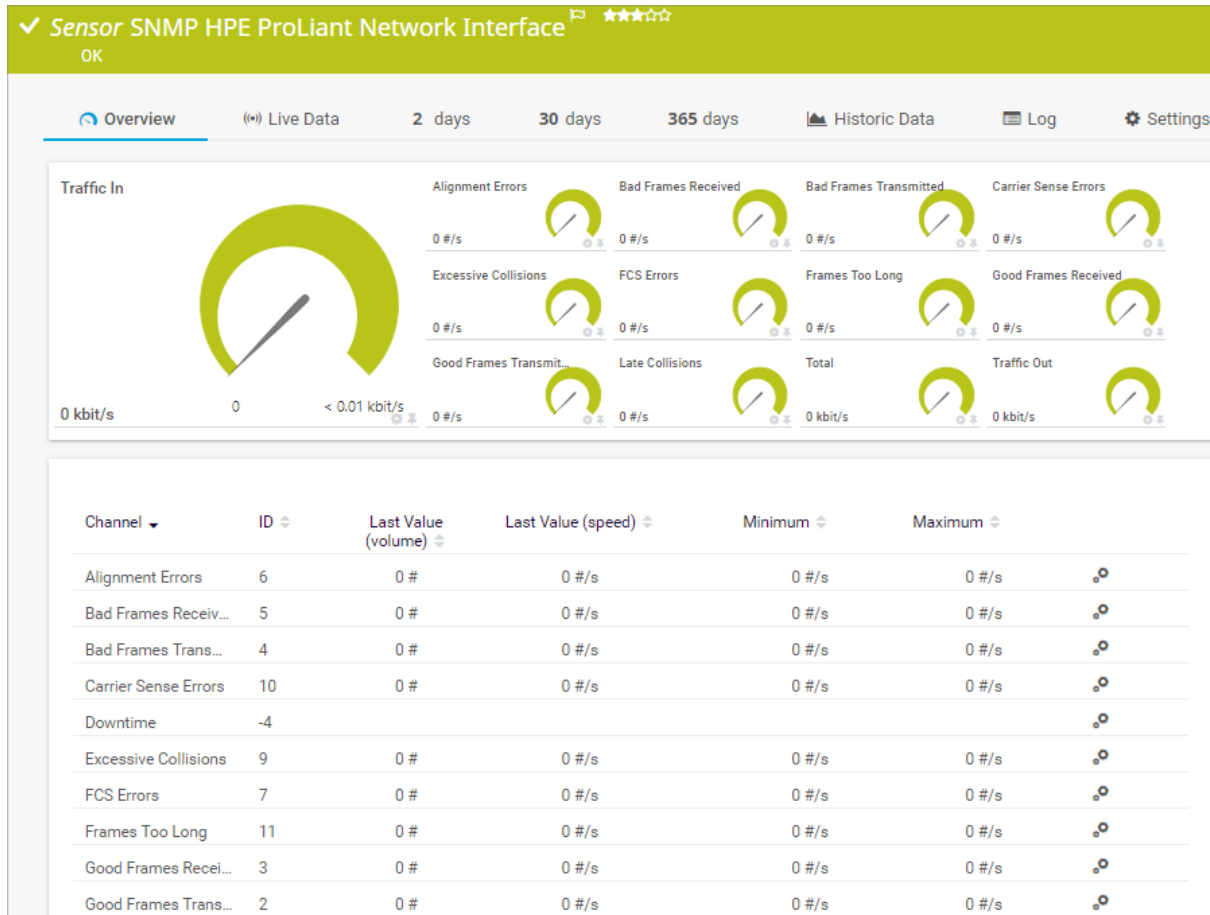 Sensor SNMP HPE ProLiant Network Interface
OK
Overview Live Data 2 days 30 days 365 days Historic Data Log Settings
Traffic In
0 kbit/s
0
< 0.01 kbit/s
Alignment Errors
0 #/s
Bad Frames Received
0 #/s
Bad Frames Transmitted
0 #/s
Carrier Sense Errors
0 #/s
Excessive Collisions
0 #/s
FCS Errors
0 #/s
Frames Too Long
0 #/s
Good Frames Received
0 #/s
Good Frames Transmit...
0 #/s
Late Collisions
0 #/s
Total
0 kbit/s
Traffic Out
0 kbit/s
Channel ID Last Value (volume) Last Value (speed) Minimum Maximum
Alignment Errors 6 0 # 0 #/s 0 #/s 0 #/s
Bad Frames Receiv... 5 0 # 0 #/s 0 #/s 0 #/s
Bad Frames Trans... 4 0 # 0 #/s 0 #/s 0 #/s
Carrier Sense Errors 10 0 # 0 #/s 0 #/s 0 #/s
Downtime -4
Excessive Collisions 9 0 # 0 #/s 0 #/s 0 #/s
FCS Errors 7 0 # 0 #/s 0 #/s 0 #/s
Frames Too Long 11 0 # 0 #/s 0 #/s 0 #/s
Good Frames Recei... 3 0 # 0 #/s 0 #/s 0 #/s
Good Frames Trans... 2 0 # 0 #/s 0 #/s 0 #/s